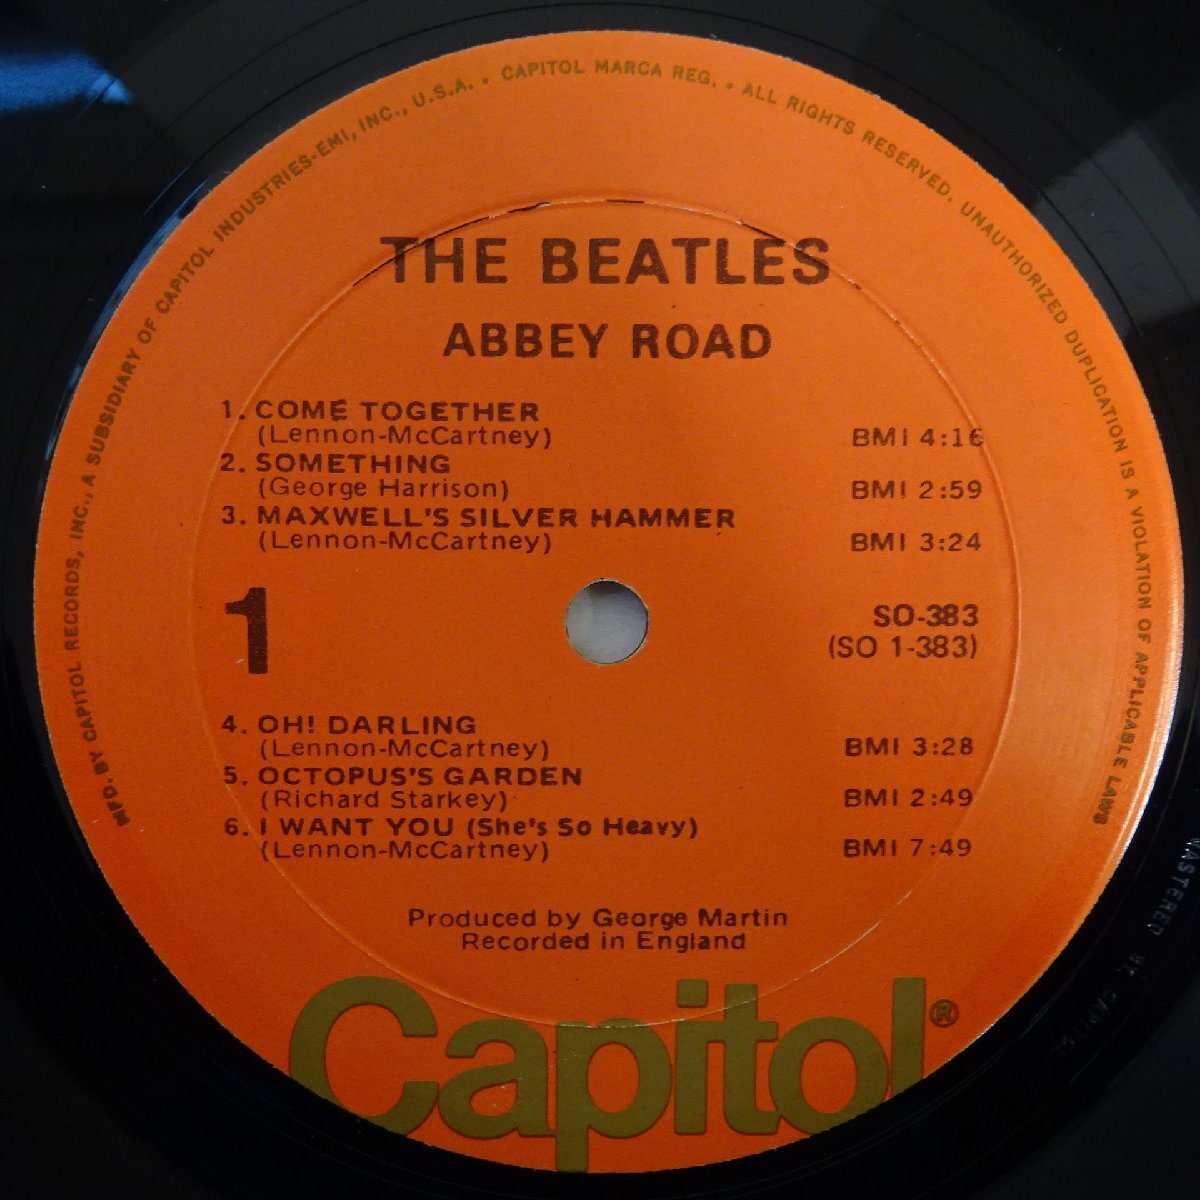 MFD. BY CAPITOL RECORDS, INC., A SUBSIDIARY OF CAPITOL INDUSTRIES-EMI, INC., U.S.A. • CAPITOL MARCA REG. • ALL RIGHTS RESERVED. UNAUTHORIZED DUPLICATION IS A VIOLATION OF APPLICABLE LAWS
THE BEATLES
ABBEY ROAD
1. COME TOGETHER
(Lennon-McCartney) BMI 4:16
2. SOMETHING
(George Harrison) BMI 2:59
3. MAXWELL'S SILVER HAMMER
(Lennon-McCartney) BMI 3:24
1
SO-383
(SO 1-383)
4. OH! DARLING
(Lennon-McCartney) BMI 3:28
5. OCTOPUS'S GARDEN
(Richard Starkey) BMI 2:49
6. I WANT YOU (She's So Heavy)
(Lennon-McCartney) BMI 7:49
Produced by George Martin
Recorded in England
Capitol®
MASTERED BY CAPITOL